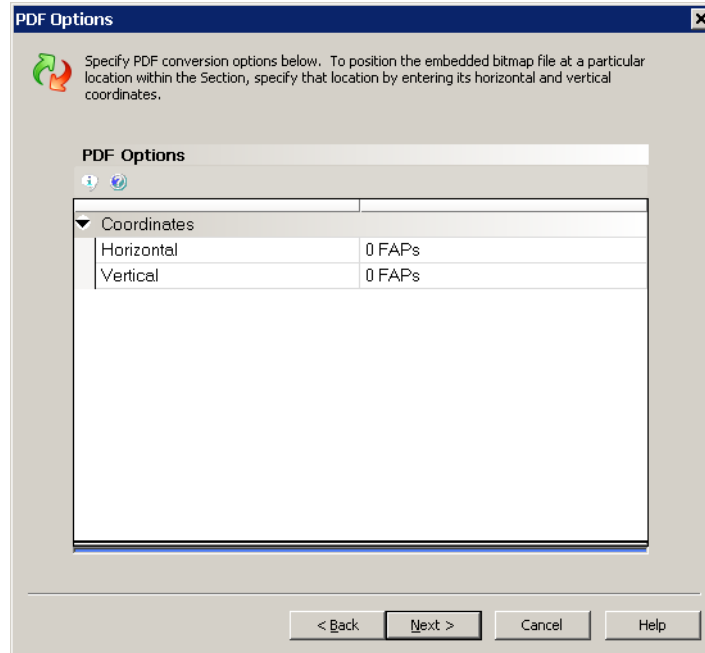 PDF Options
Specify PDF conversion options below. To position the embedded bitmap file at a particular
location within the Section, specify that location by entering its horizontal and vertical
coordinates.
PDF Options
Coordinates
Horizontal 0 FAPs
Vertical 0 FAPs
< Back Next > Cancel Help